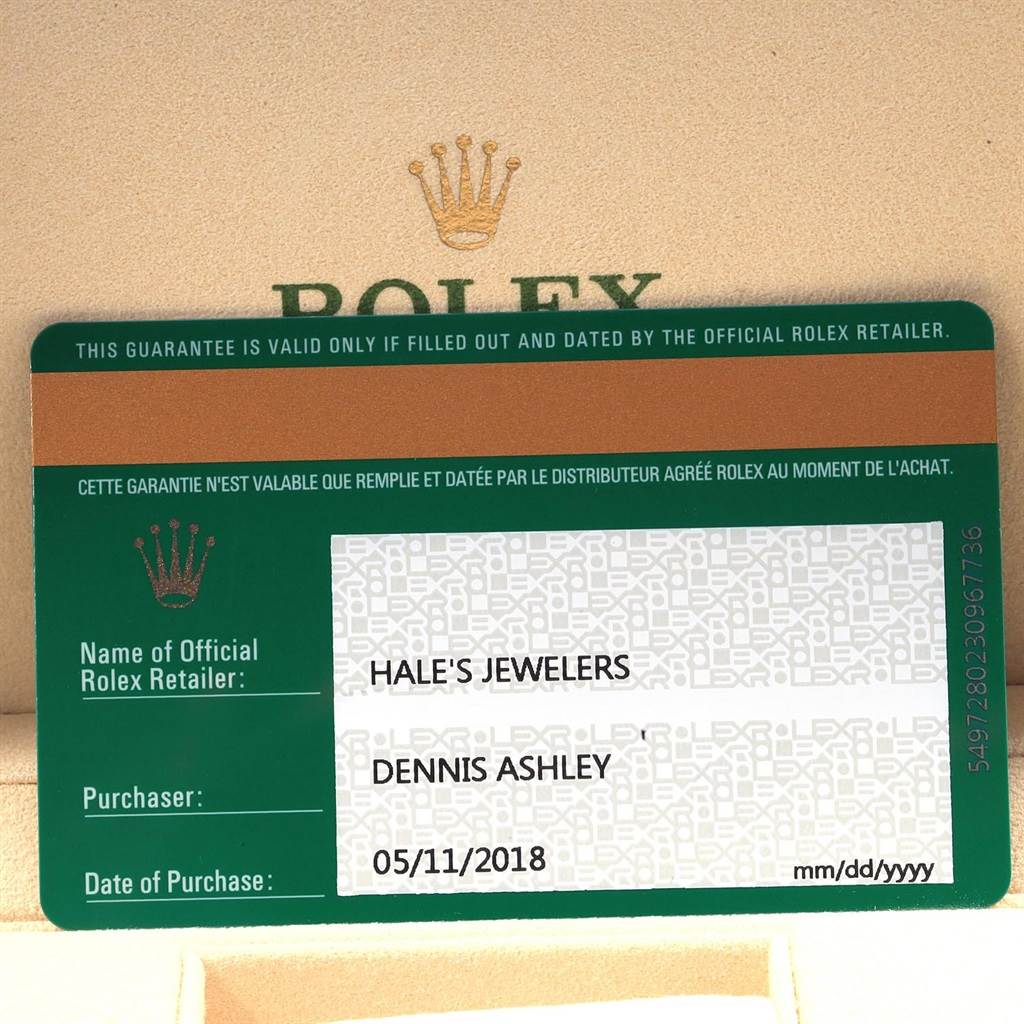 ROLEX
THIS GUARANTEE IS VALID ONLY IF FILLED OUT AND DATED BY THE OFFICIAL ROLEX RETAILER.
CETTE GARANTIE N'EST VALABLE QUE REMPLIE ET DATÉE PAR LE DISTRIBUTEUR AGRÉÉ ROLEX AU MOMENT DE L'ACHAT.
Name of Official
Rolex Retailer:
HALE'S JEWELERS
Purchaser:
DENNIS ASHLEY
Date of Purchase:
05/11/2018
mm/dd/yyyy
5497280230967736